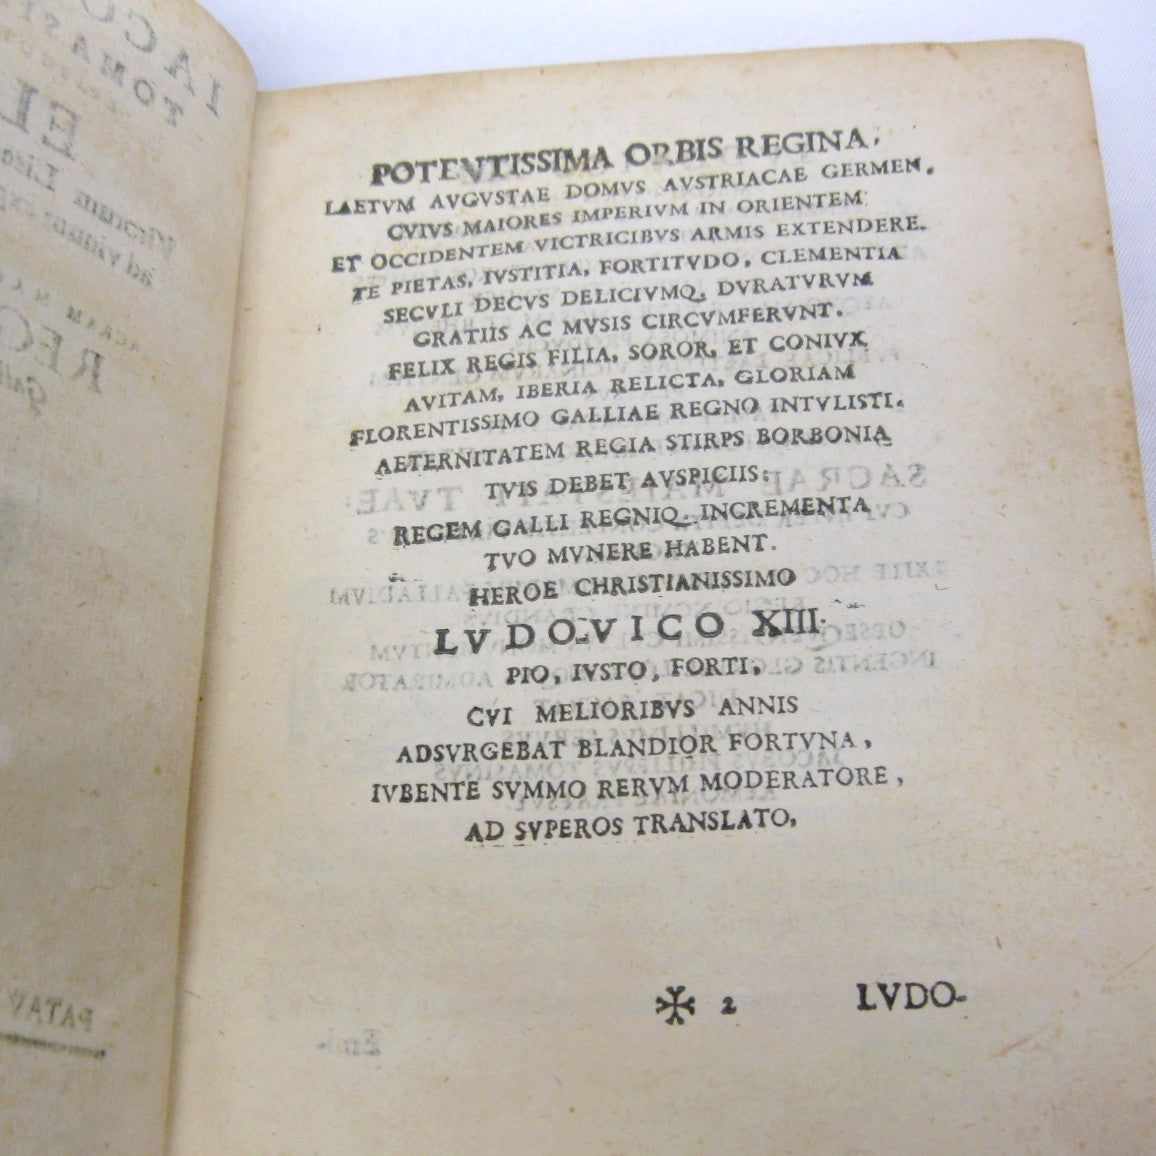 POTEVTISSIMA ORBIS REGINA,
LAETVM AVGVSTAE DOMVS AVSTRIACAE GERMEN.
CVIVS MAIORES IMPERIVM IN ORIENTEM
ET OCCIDENTEM VICTRICIBVS ARMIS EXTENDERE.
TE PIETAS, IVSTITIA, FORTITVDO, CLEMENTIA
SECVLI DECVS DELICIVMQ, DVRATVRVM
GRATIIS AC MVSIS CIRCVMFERVNT.
FELIX REGIS FILIA, SOROR, ET CONIVX
AVITAM, IBERIA RELICTA, GLORIAM
FLORENTISSIMO GALLIAE REGNO INTVLISTI.
AETERNITATEM REGIA STIRPS BORBONIA
TVIS DEBET AVSPICIIS:
REGEM GALLI REGNIQ. INCREMENTA
TVO MVNERE HABENT.
HEROE CHRISTIANISSIMO
LVDOVICO XIII.
PIO, IVSTO, FORTI,
CVI MELIORIBVS ANNIS
ADSVRGEBAT BLANDIOR FORTVNA,
IVBENTE SVMMO RERVM MODERATORE,
AD SVPEROS TRANSLATO,
✣ 2 LVDO-